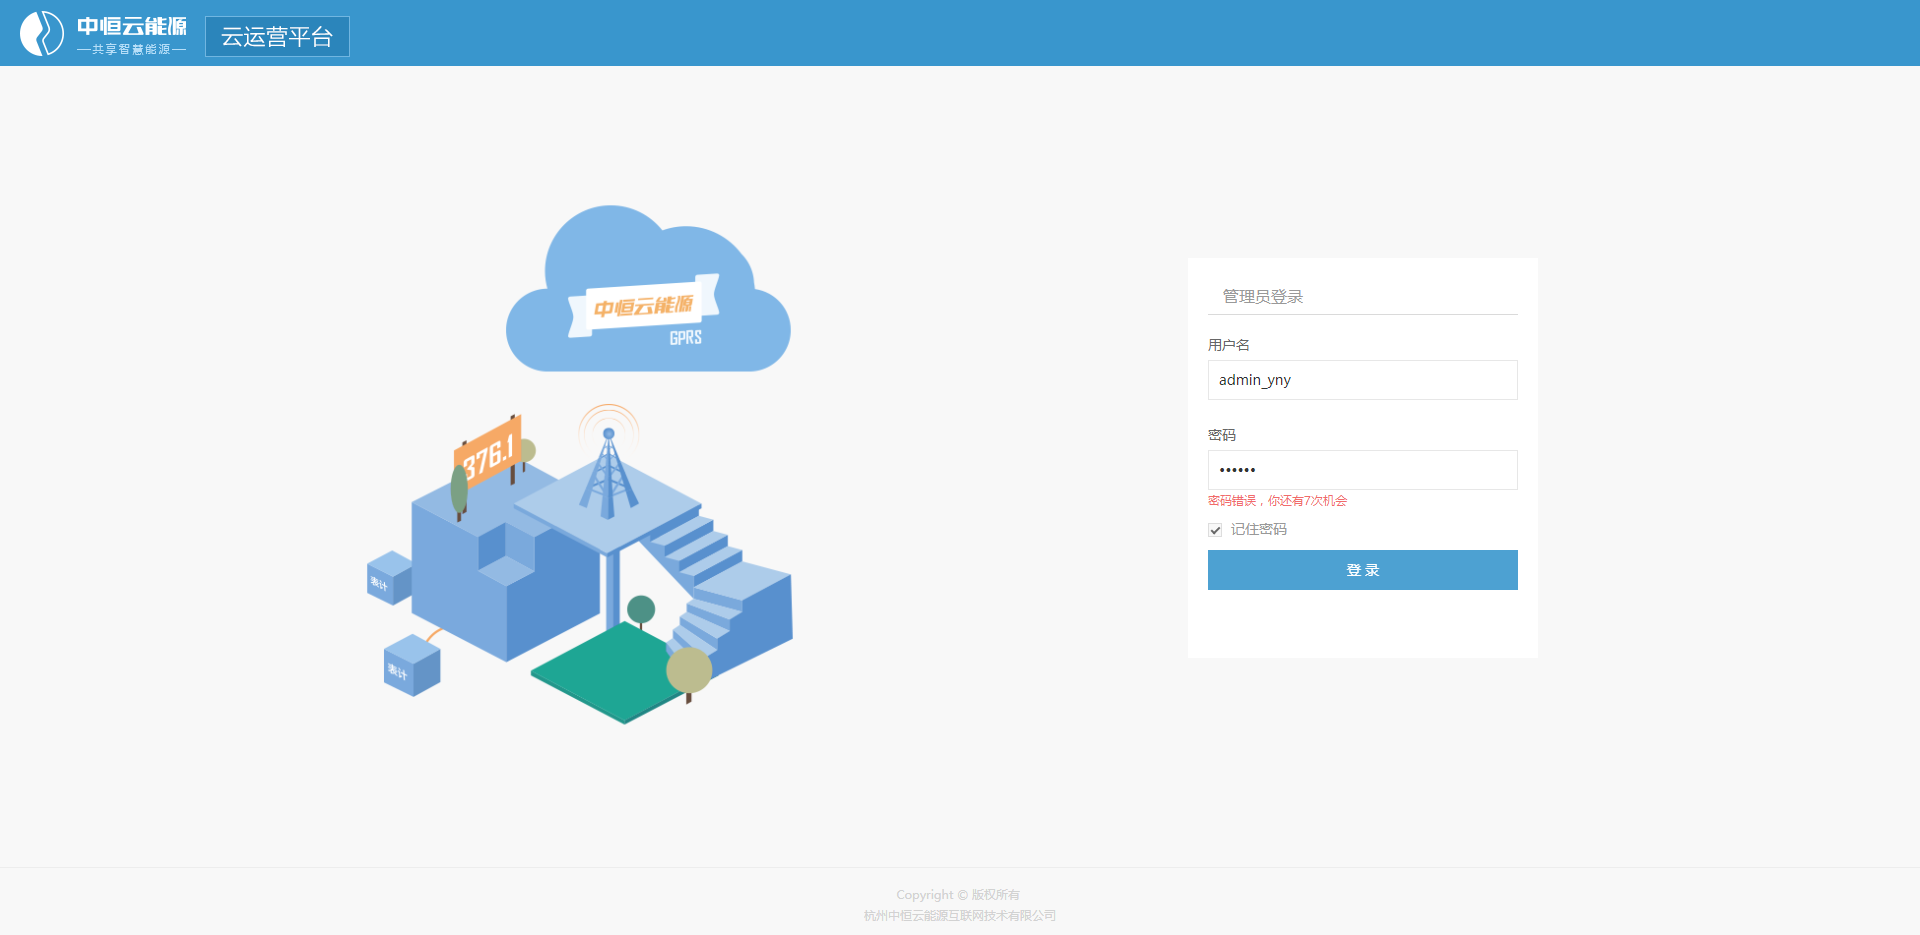 中恒云能源
—共享智慧能源—
云运营平台
中恒云能源
GPRS
376.1
表计
表计
管理员登录
用户名
admin_yny
密码
••••••
密码错误，你还有7次机会
记住密码
登 录
Copyright © 版权所有
杭州中恒云能源互联网技术有限公司